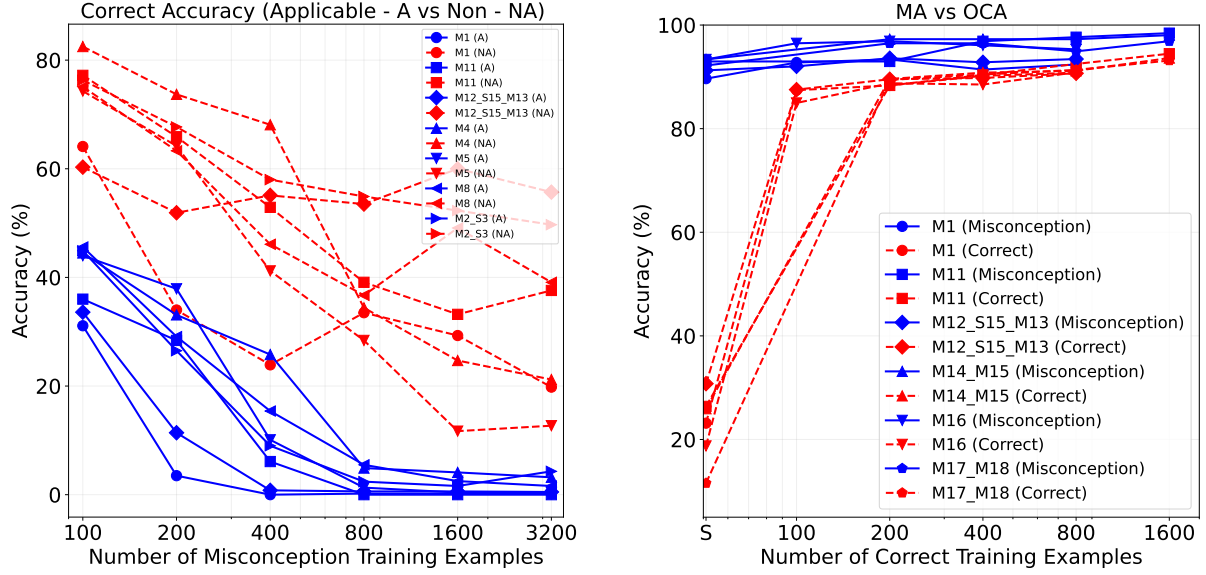 Correct Accuracy (Applicable - A vs Non - NA)
Accuracy (%)
80
60
40
20
0
100
200
400
800
1600
3200
Number of Misconception Training Examples
M1 (A)
M1 (NA)
M11 (A)
M11 (NA)
M12_S15_M13 (A)
M12_S15_M13 (NA)
M4 (A)
M4 (NA)
M5 (A)
M5 (NA)
M8 (A)
M8 (NA)
M2_S3 (A)
M2_S3 (NA)
MA vs OCA
Accuracy (%)
100
80
60
40
20
S
100
200
400
800
1600
Number of Correct Training Examples
M1 (Misconception)
M1 (Correct)
M11 (Misconception)
M11 (Correct)
M12_S15_M13 (Misconception)
M12_S15_M13 (Correct)
M14_M15 (Misconception)
M14_M15 (Correct)
M16 (Misconception)
M16 (Correct)
M17_M18 (Misconception)
M17_M18 (Correct)